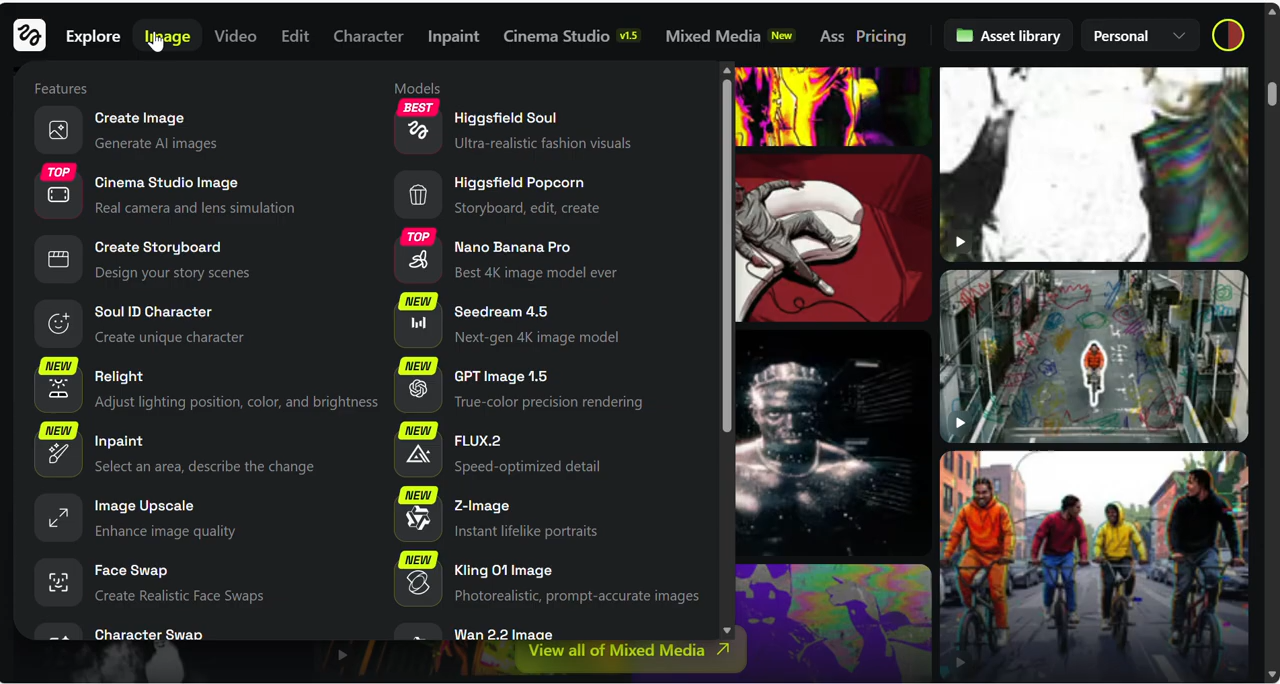 Explore Image Video Edit Character Inpaint Cinema Studio v1.5 Mixed Media New Ass Pricing Asset library Personal
Features
Create Image
Generate AI images
TOP
Cinema Studio Image
Real camera and lens simulation
Create Storyboard
Design your story scenes
Soul ID Character
Create unique character
NEW
Relight
Adjust lighting position, color, and brightness
NEW
Inpaint
Select an area, describe the change
Image Upscale
Enhance image quality
Face Swap
Create Realistic Face Swaps
Character Swap
Models
BEST
Higgsfield Soul
Ultra-realistic fashion visuals
Higgsfield Popcorn
Storyboard, edit, create
TOP
Nano Banana Pro
Best 4K image model ever
NEW
Seedream 4.5
Next-gen 4K image model
NEW
GPT Image 1.5
True-color precision rendering
NEW
FLUX.2
Speed-optimized detail
NEW
Z-Image
Instant lifelike portraits
NEW
Kling O1 Image
Photorealistic, prompt-accurate images
Wan 2.2 Image
View all of Mixed Media